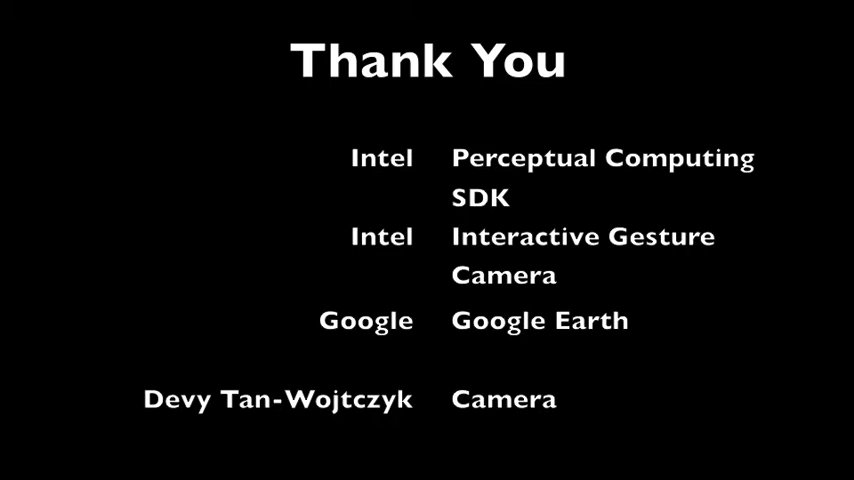 Thank You
Intel Perceptual Computing
SDK
Intel Interactive Gesture
Camera
Google Google Earth
Devy Tan-Wojtczyk Camera